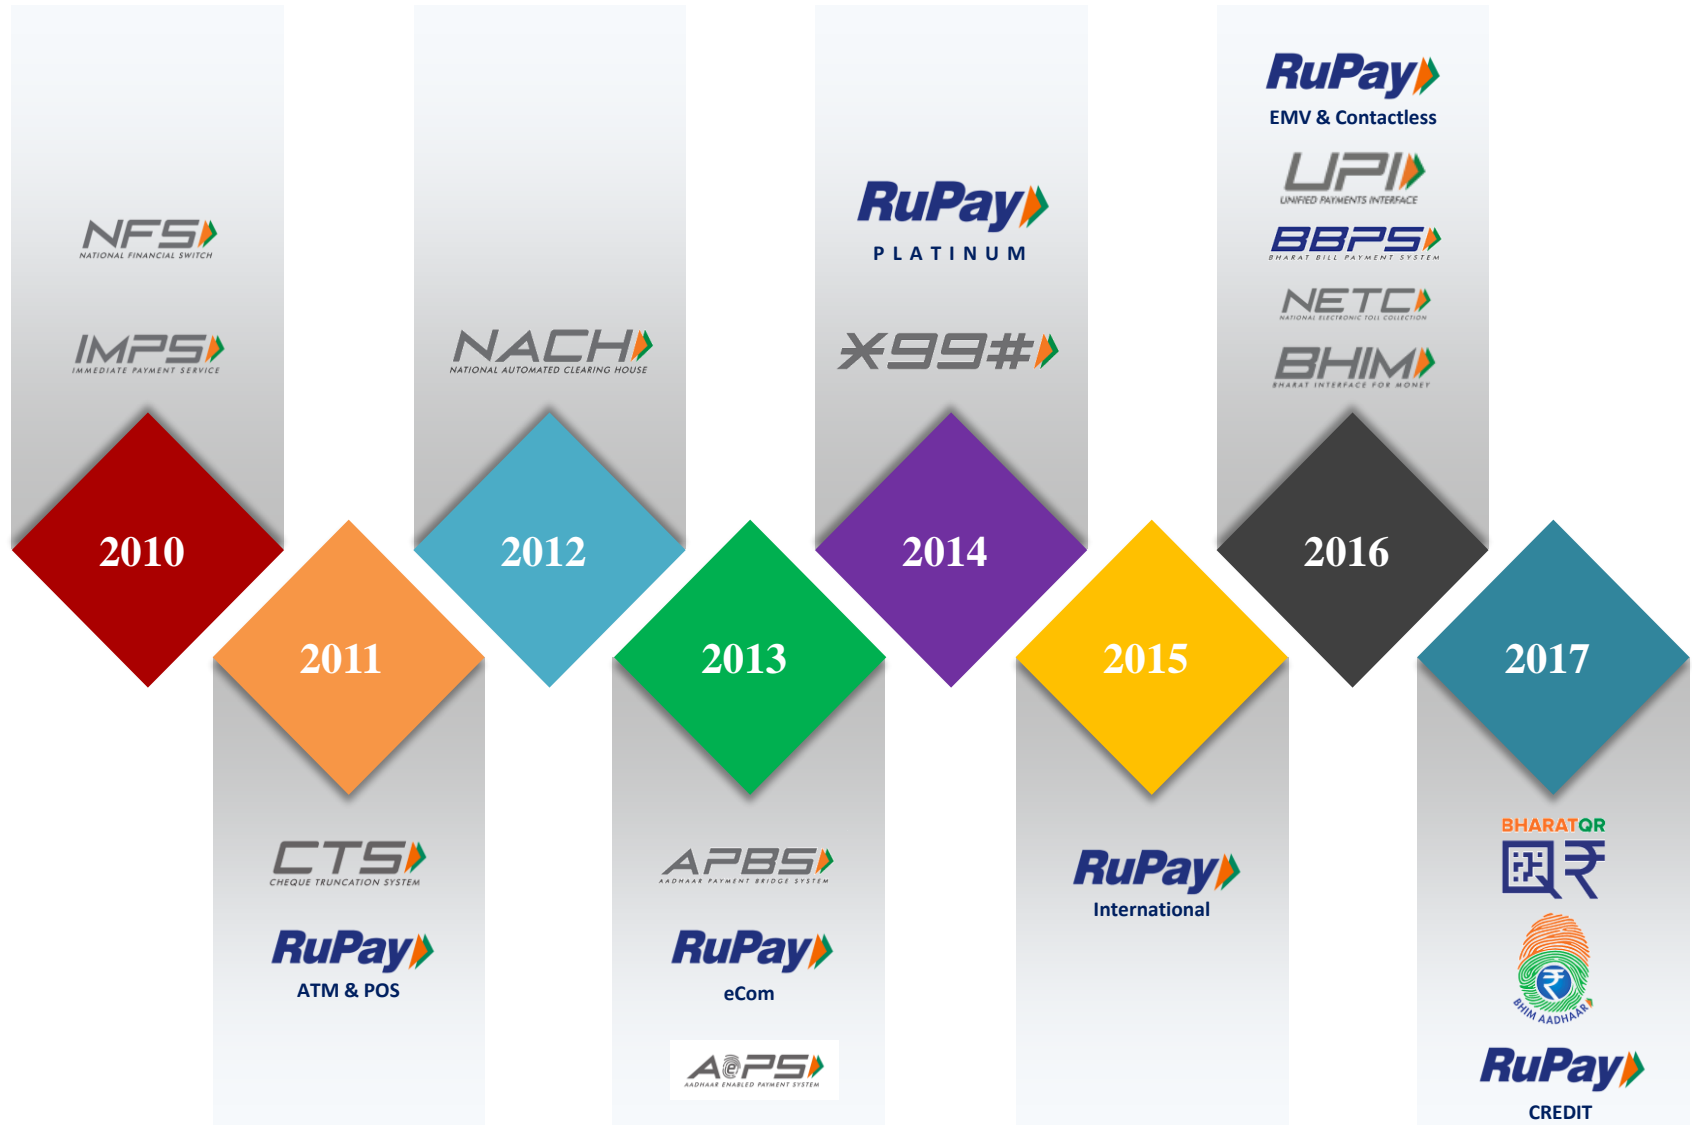 NFS
NATIONAL FINANCIAL SWITCH
IMPS
IMMEDIATE PAYMENT SERVICE
2010
2011
CTS
CHEQUE TRUNCATION SYSTEM
RuPay
ATM & POS
NACH
NATIONAL AUTOMATED CLEARING HOUSE
2012
2013
APBS
AADHAAR PAYMENT BRIDGE SYSTEM
RuPay
eCom
AePS
AADHAAR ENABLED PAYMENT SYSTEM
RuPay
PLATINUM
*99#
2014
2015
RuPay
International
RuPay
EMV & Contactless
UPI
UNIFIED PAYMENTS INTERFACE
BBPS
BHARAT BILL PAYMENT SYSTEM
NETC
NATIONAL ELECTRONIC TOLL COLLECTION
BHIM
BHARAT INTERFACE FOR MONEY
2016
2017
BHARATQR
Q₹
₹
BHIM AADHAAR
RuPay
CREDIT